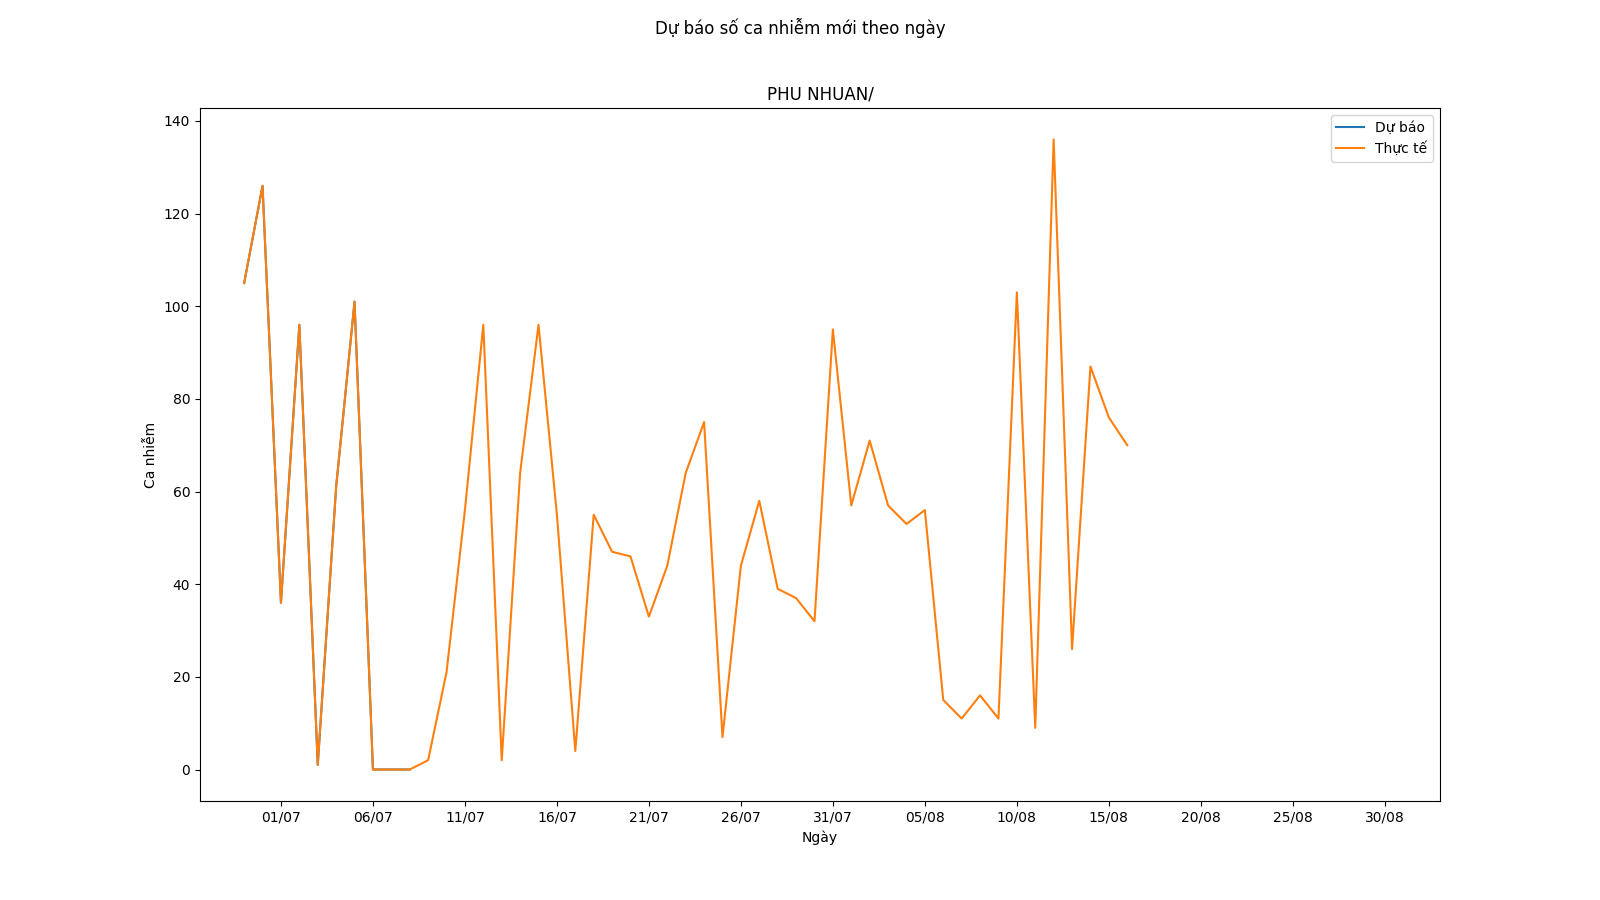 Dự báo số ca nhiễm mới theo ngày
PHU NHUAN/
Dự báo
Thực tế
140
120
100
80
60
40
20
0
Ca nhiễm
01/07 06/07 11/07 16/07 21/07 26/07 31/07 05/08 10/08 15/08 20/08 25/08 30/08
Ngày